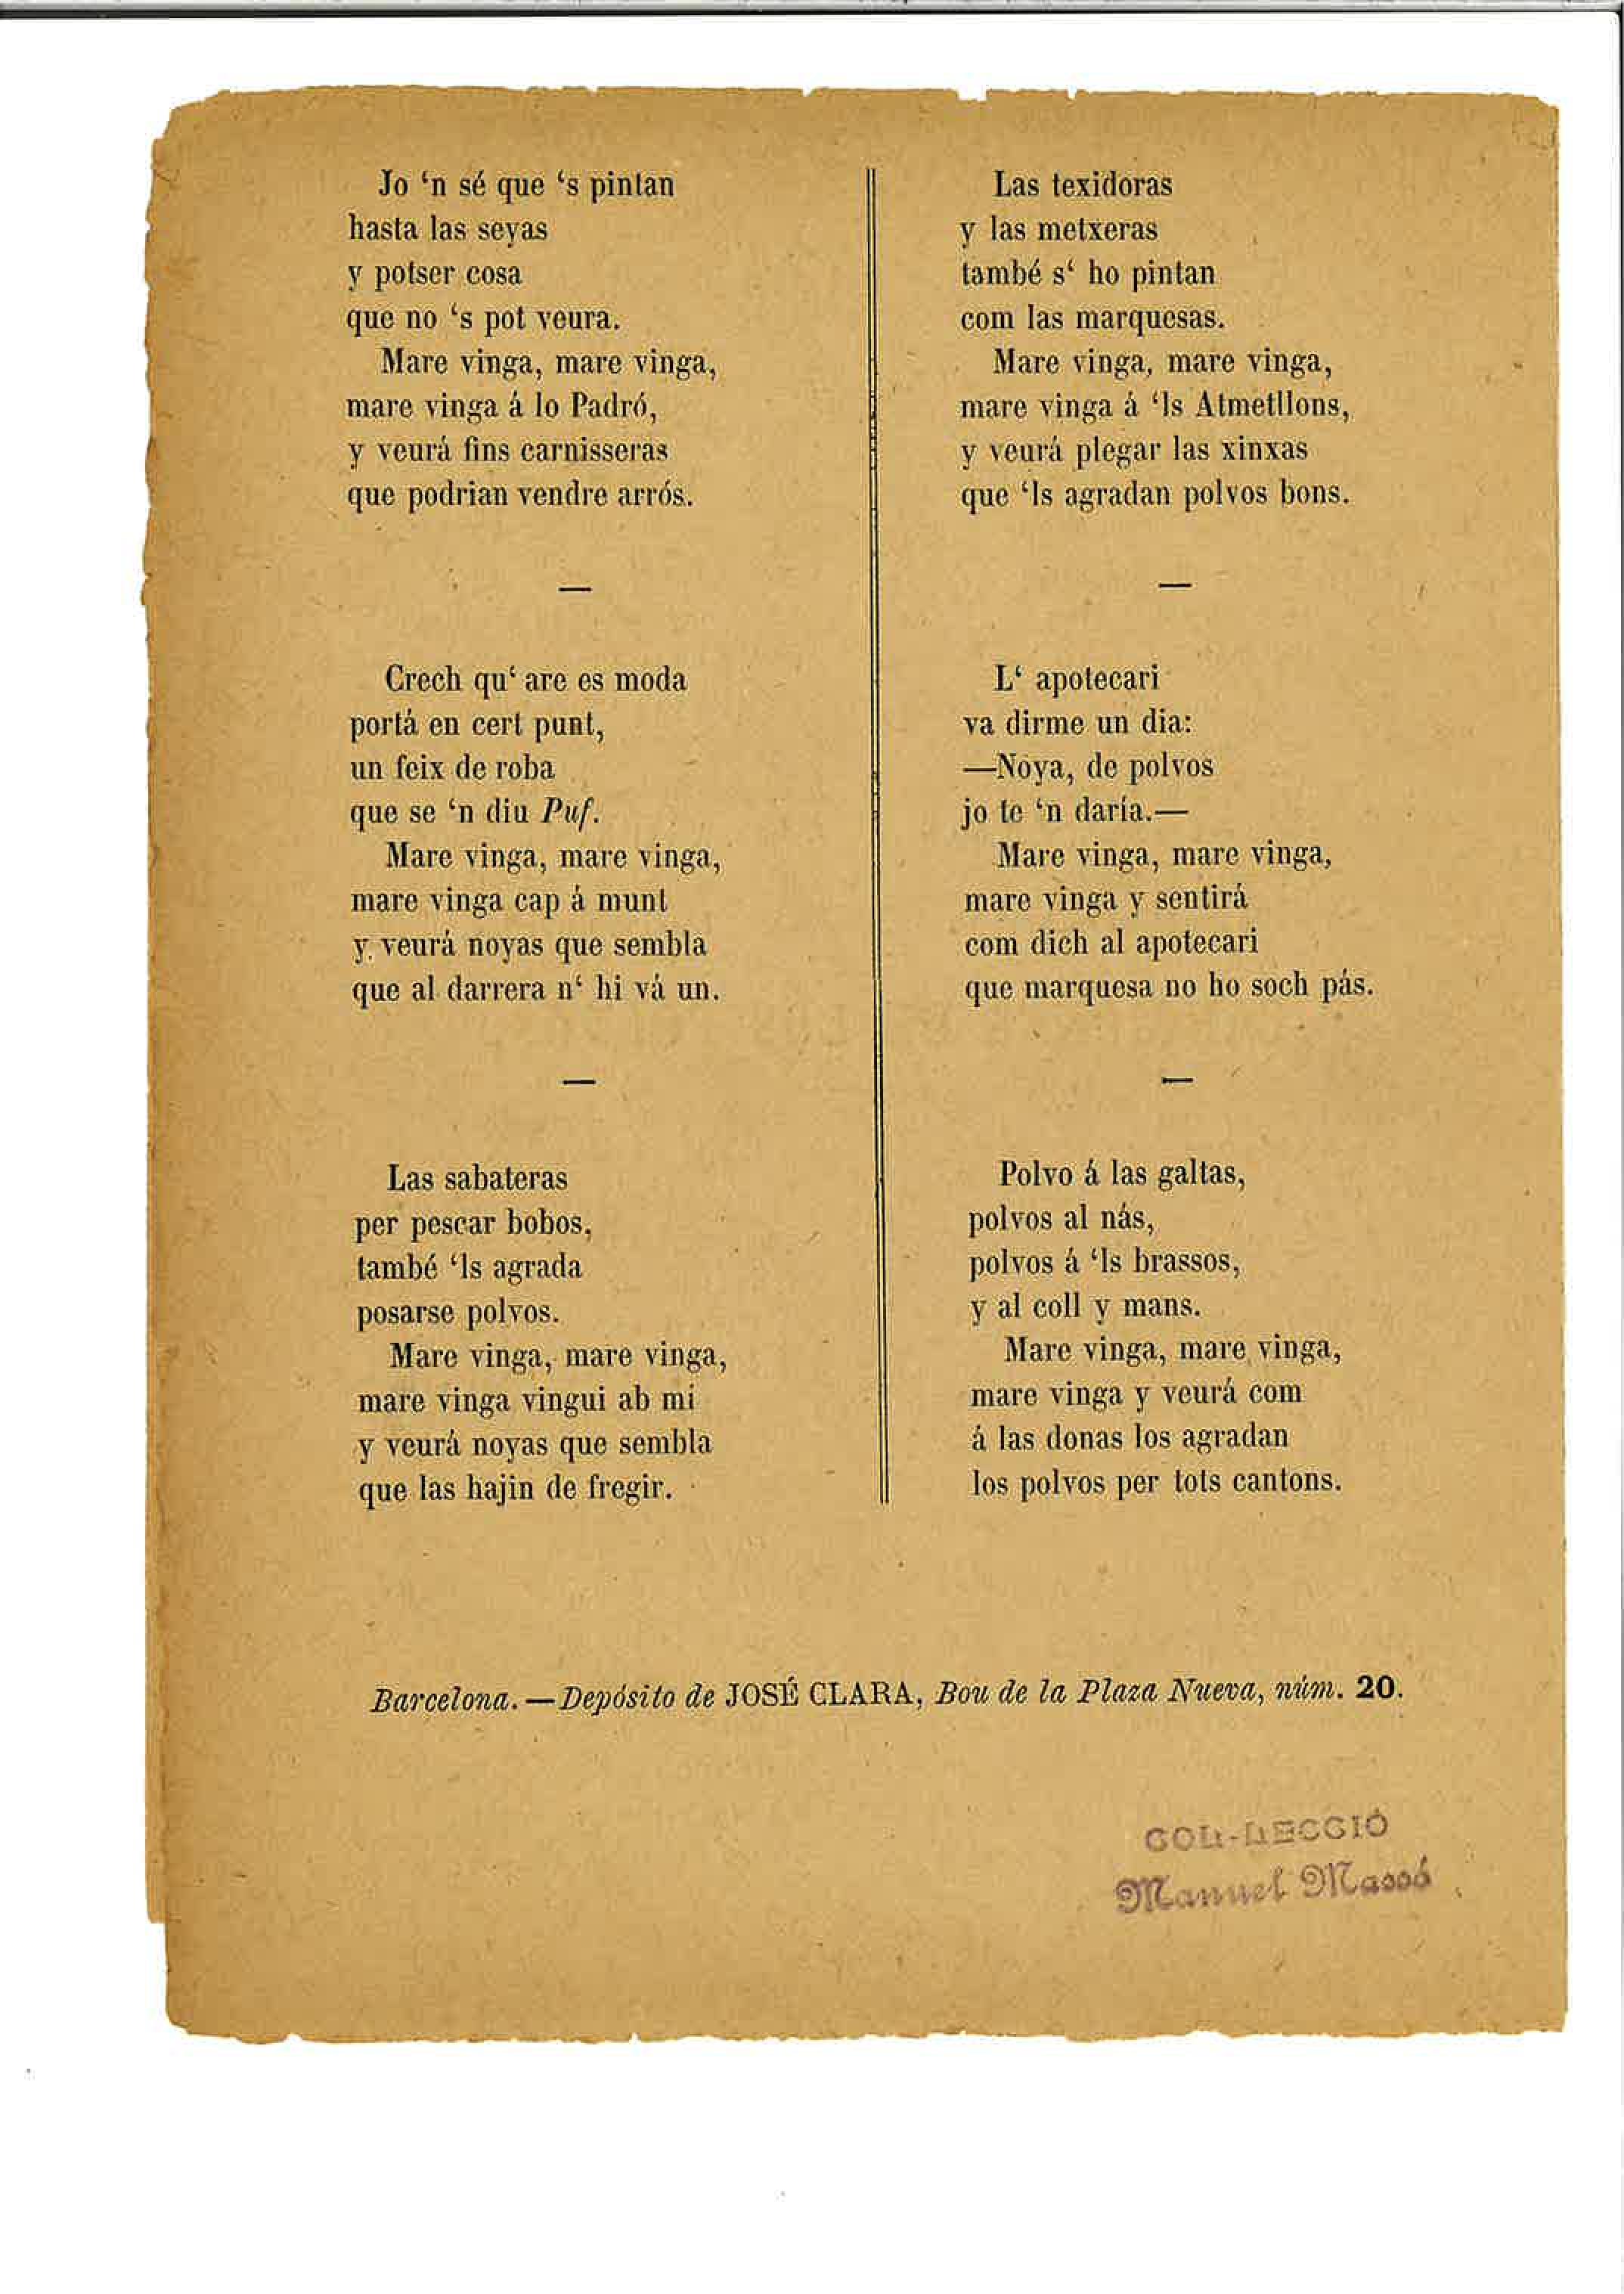 Jo ‘n sé que ‘s pintan
hasta las seyas
y potser cosa
que no ‘s pot veura.
Mare vinga, mare vinga,
mare vinga á lo Padró,
y veurá fins carnisseras
que podrian vendre arrós.
—
Crech qu‘ are es moda
portá en cert punt,
un feix de roba
que se ‘n diu Puf.
Mare vinga, mare vinga,
mare vinga cap á munt
y veurá noyas que sembla
que al darrera n‘ hi vá un.
—
Las sabateras
per pescar bobos,
també ‘ls agrada
posarse polvos.
Mare vinga, mare vinga,
mare vinga vingui ab mi
y veurá noyas que sembla
que las hajin de fregir.
Las texidoras
y las metxeras
també s‘ ho pintan
com las marquesas.
Mare vinga, mare vinga,
mare vinga á ‘ls Atmetllons,
y veurá plegar las xinxas
que ‘ls agradan polvos bons.
—
L‘ apotecari
va dirme un dia:
—Noya, de polvos
jo te ‘n daría.—
Mare vinga, mare vinga,
mare vinga y sentirá
com dich al apotecari
que marquesa no ho soch pás.
—
Polvo á las galtas,
polvos al nás,
polvos á ‘ls brassos,
y al coll y mans.
Mare vinga, mare vinga,
mare vinga y veurá com
á las donas los agradan
los polvos per tots cantons.
Barcelona.—Depósito de JOSÉ CLARA, Bou de la Plaza Nueva, núm. 20.
COL-LECCIÓ
Manuel Massó